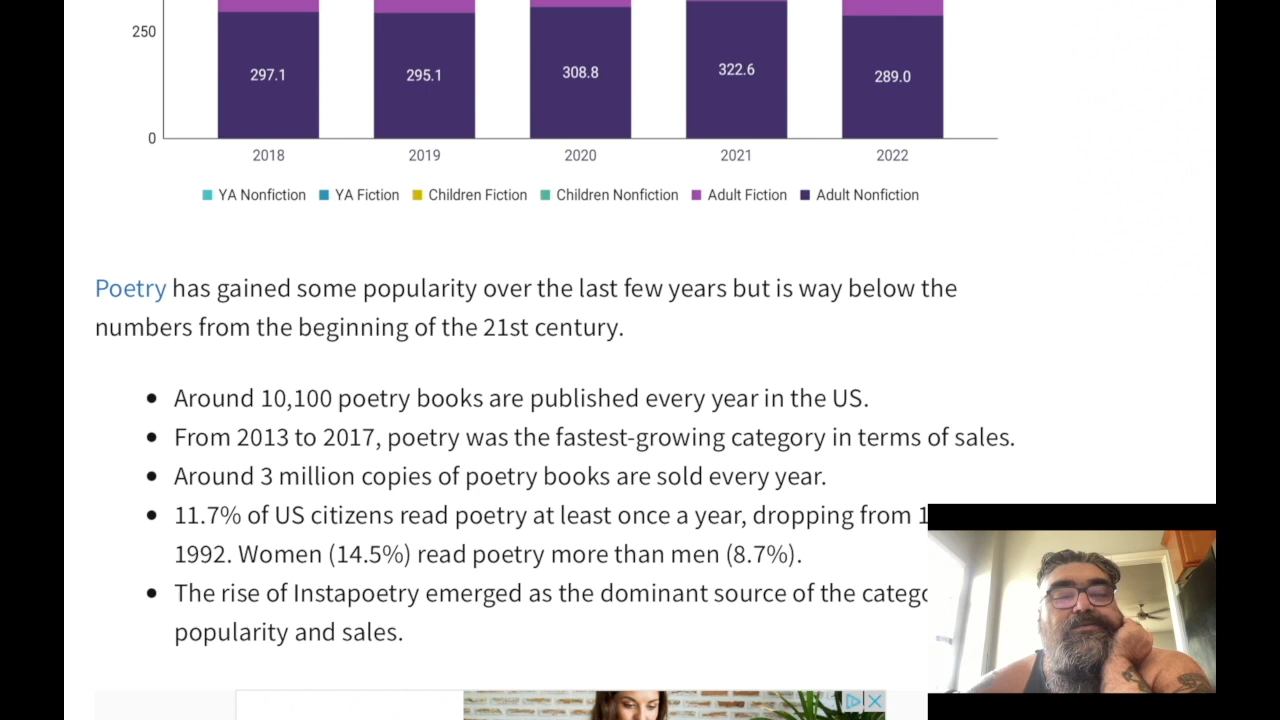 250
297.1 295.1 308.8 322.6 289.0
0
2018 2019 2020 2021 2022
YA Nonfiction YA Fiction Children Fiction Children Nonfiction Adult Fiction Adult Nonfiction
Poetry has gained some popularity over the last few years but is way below the
numbers from the beginning of the 21st century.
• Around 10,100 poetry books are published every year in the US.
• From 2013 to 2017, poetry was the fastest-growing category in terms of sales.
• Around 3 million copies of poetry books are sold every year.
• 11.7% of US citizens read poetry at least once a year, dropping from
1992. Women (14.5%) read poetry more than men (8.7%).
• The rise of Instapoetry emerged as the dominant source of the
popularity and sales.